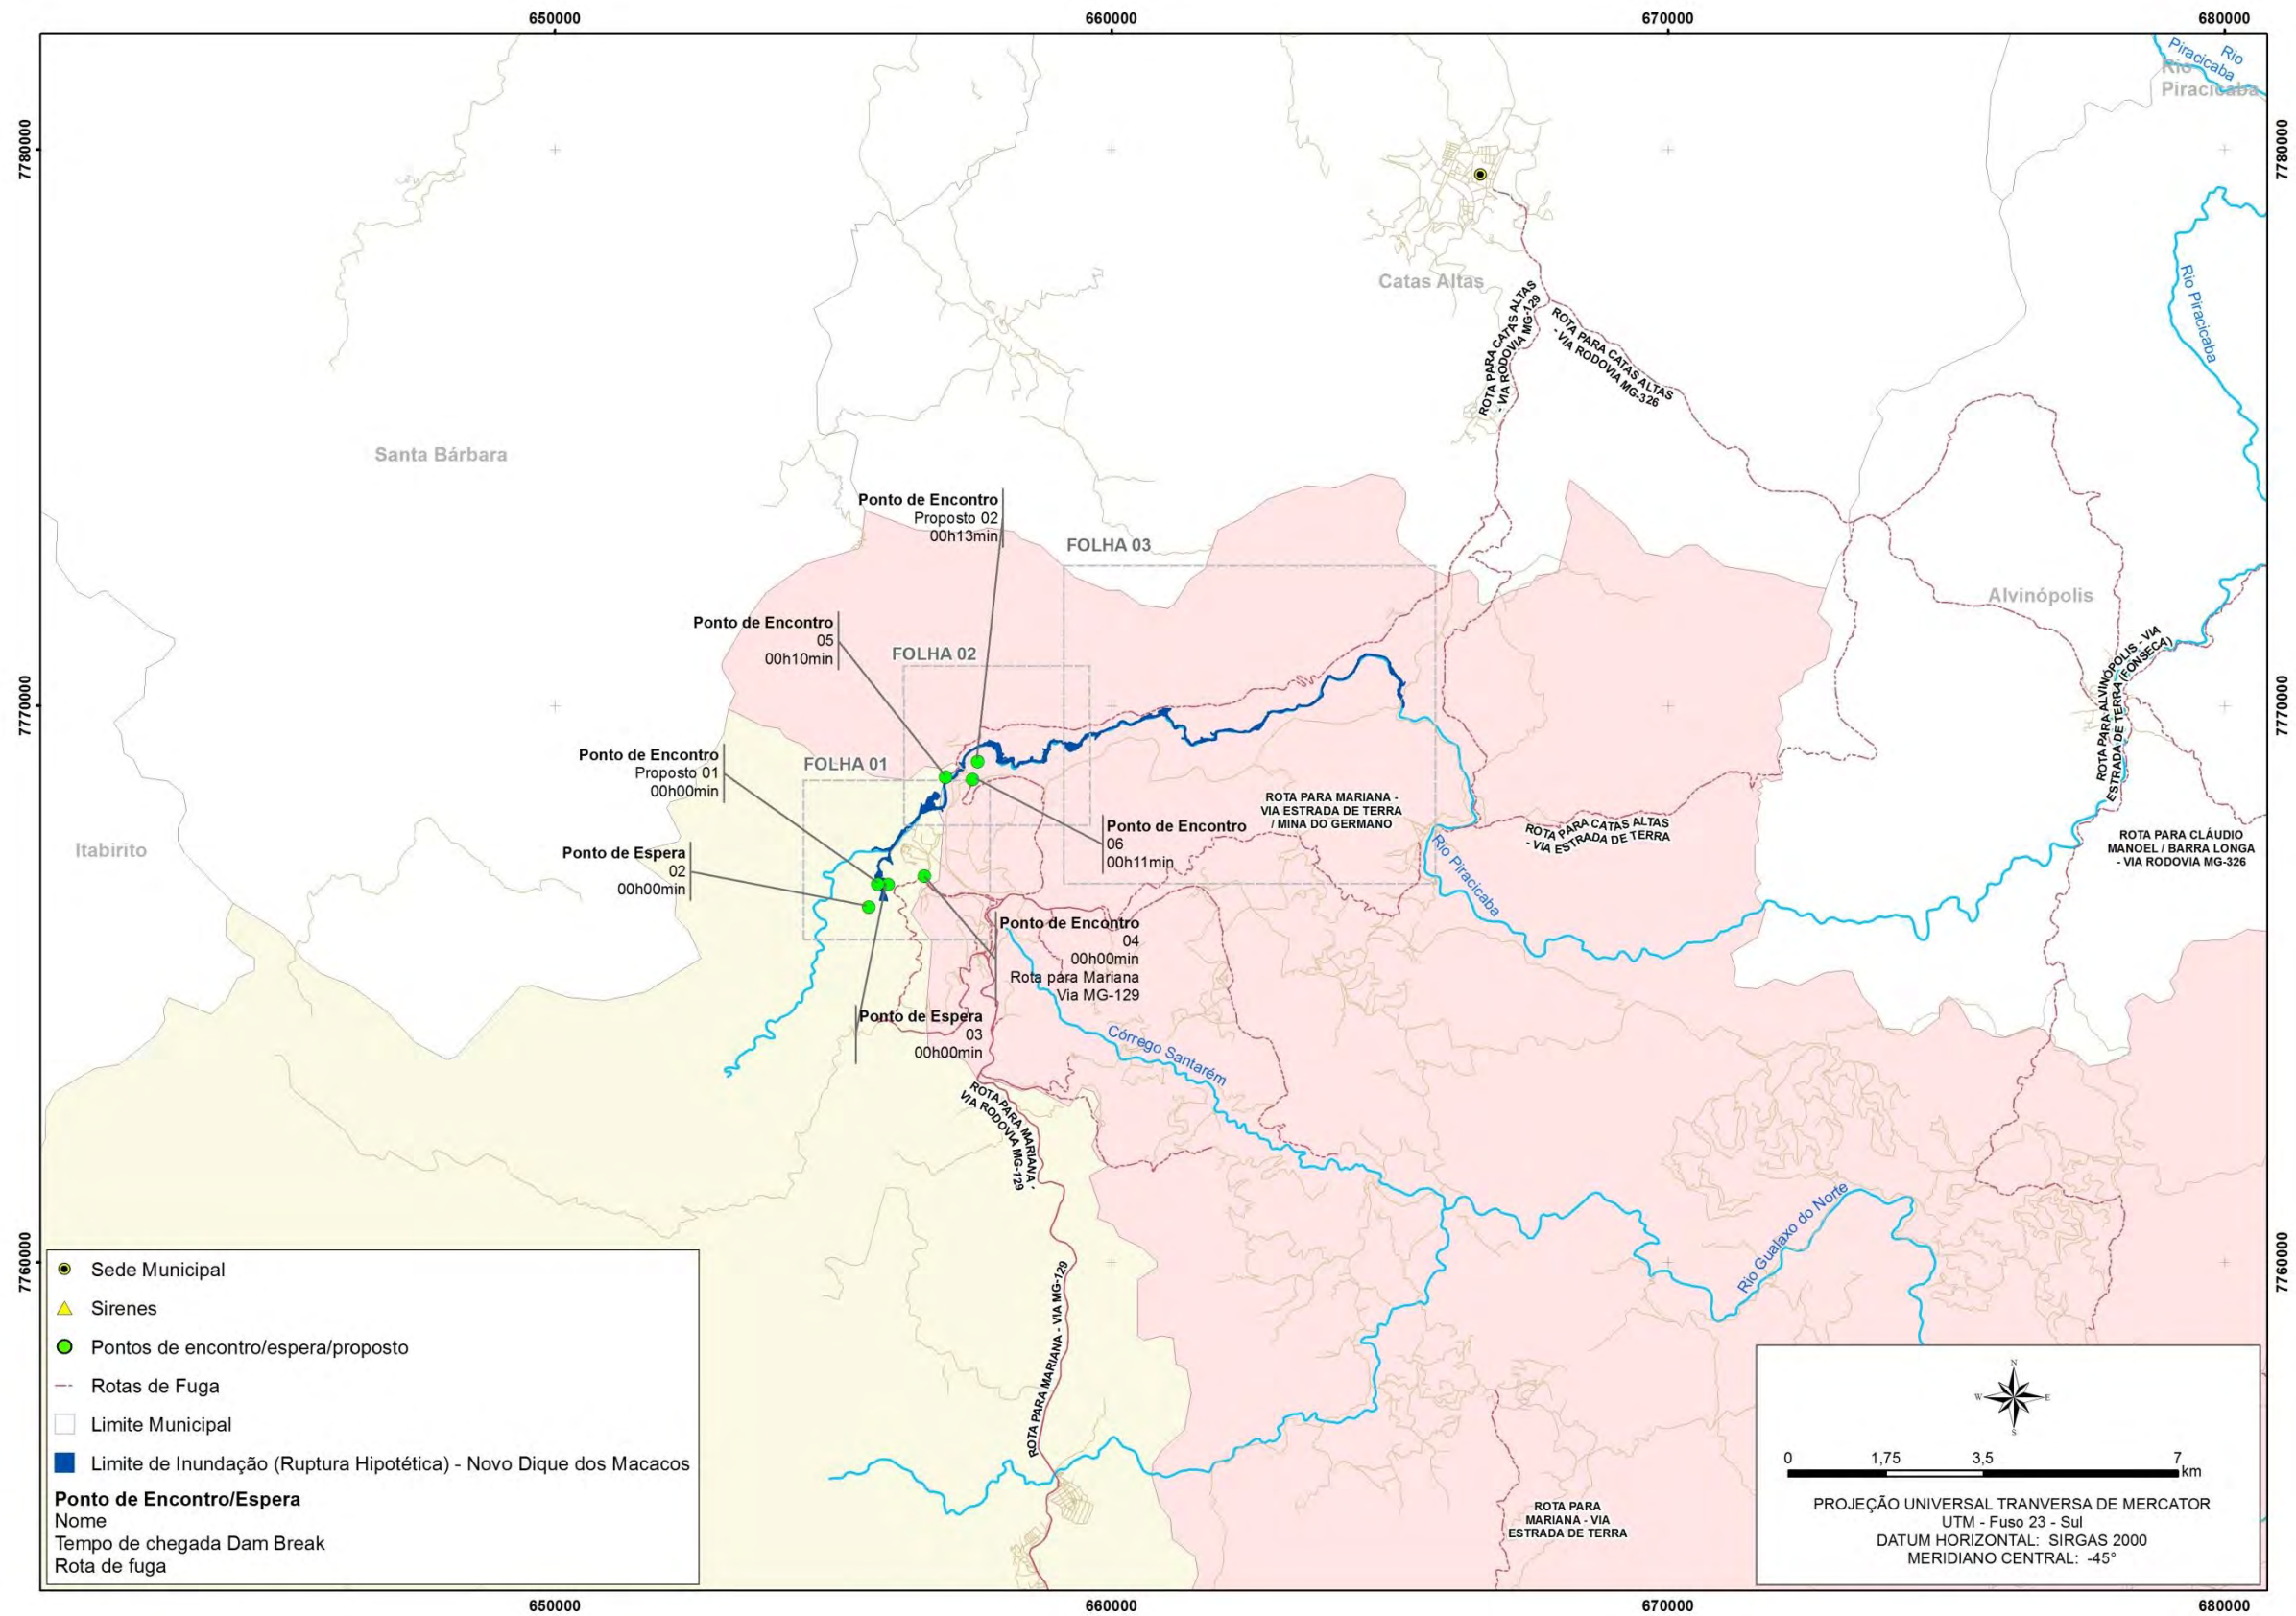 650000
660000
670000
680000
7780000
7780000
Rio
Piracicaba
Rio
Piracicaba
Rio Piracicaba
Catas Altas
ROTA PARA CATAS ALTAS
- VIA RODOVIA MG-129
ROTA PARA CATAS ALTAS
- VIA RODOVIA MG-326
Santa Bárbara
Ponto de Encontro
Proposto 02
00h13min
FOLHA 03
Alvinópolis
Ponto de Encontro
05
00h10min
FOLHA 02
ROTA PARA ALVINÓPOLIS - VIA
ESTRADA DE TERRA (FONSECA)
7770000
7770000
Ponto de Encontro
Proposto 01
00h00min
FOLHA 01
ROTA PARA MARIANA -
VIA ESTRADA DE TERRA
/ MINA DO GERMANO
Ponto de Encontro
06
00h11min
ROTA PARA CATAS ALTAS
- VIA ESTRADA DE TERRA
ROTA PARA CLÁUDIO
MANOEL / BARRA LONGA
- VIA RODOVIA MG-326
Itabirito
Ponto de Espera
02
00h00min
Rio Piracicaba
Ponto de Encontro
04
00h00min
Rota para Mariana
Via MG-129
Ponto de Espera
03
00h00min
Córrego Santarém
ROTA PARA MARIANA -
VIA RODOVIA MG-129
Rio Gualaxo do Norte
7760000
7760000
ROTA PARA MARIANA - VIA MG-129
Sede Municipal
Sirenes
Pontos de encontro/espera/proposto
Rotas de Fuga
Limite Municipal
Limite de Inundação (Ruptura Hipotética) - Novo Dique dos Macacos
Ponto de Encontro/Espera
Nome
Tempo de chegada Dam Break
Rota de fuga
ROTA PARA
MARIANA - VIA
ESTRADA DE TERRA
N
W
E
S
0 1,75 3,5 7
km
PROJEÇÃO UNIVERSAL TRANVERSA DE MERCATOR
UTM - Fuso 23 - Sul
DATUM HORIZONTAL: SIRGAS 2000
MERIDIANO CENTRAL: -45°
650000
660000
670000
680000